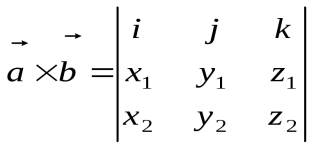 i j k
a⃗ × b⃗ = | x₁ y₁ z₁ |
x₂ y₂ z₂